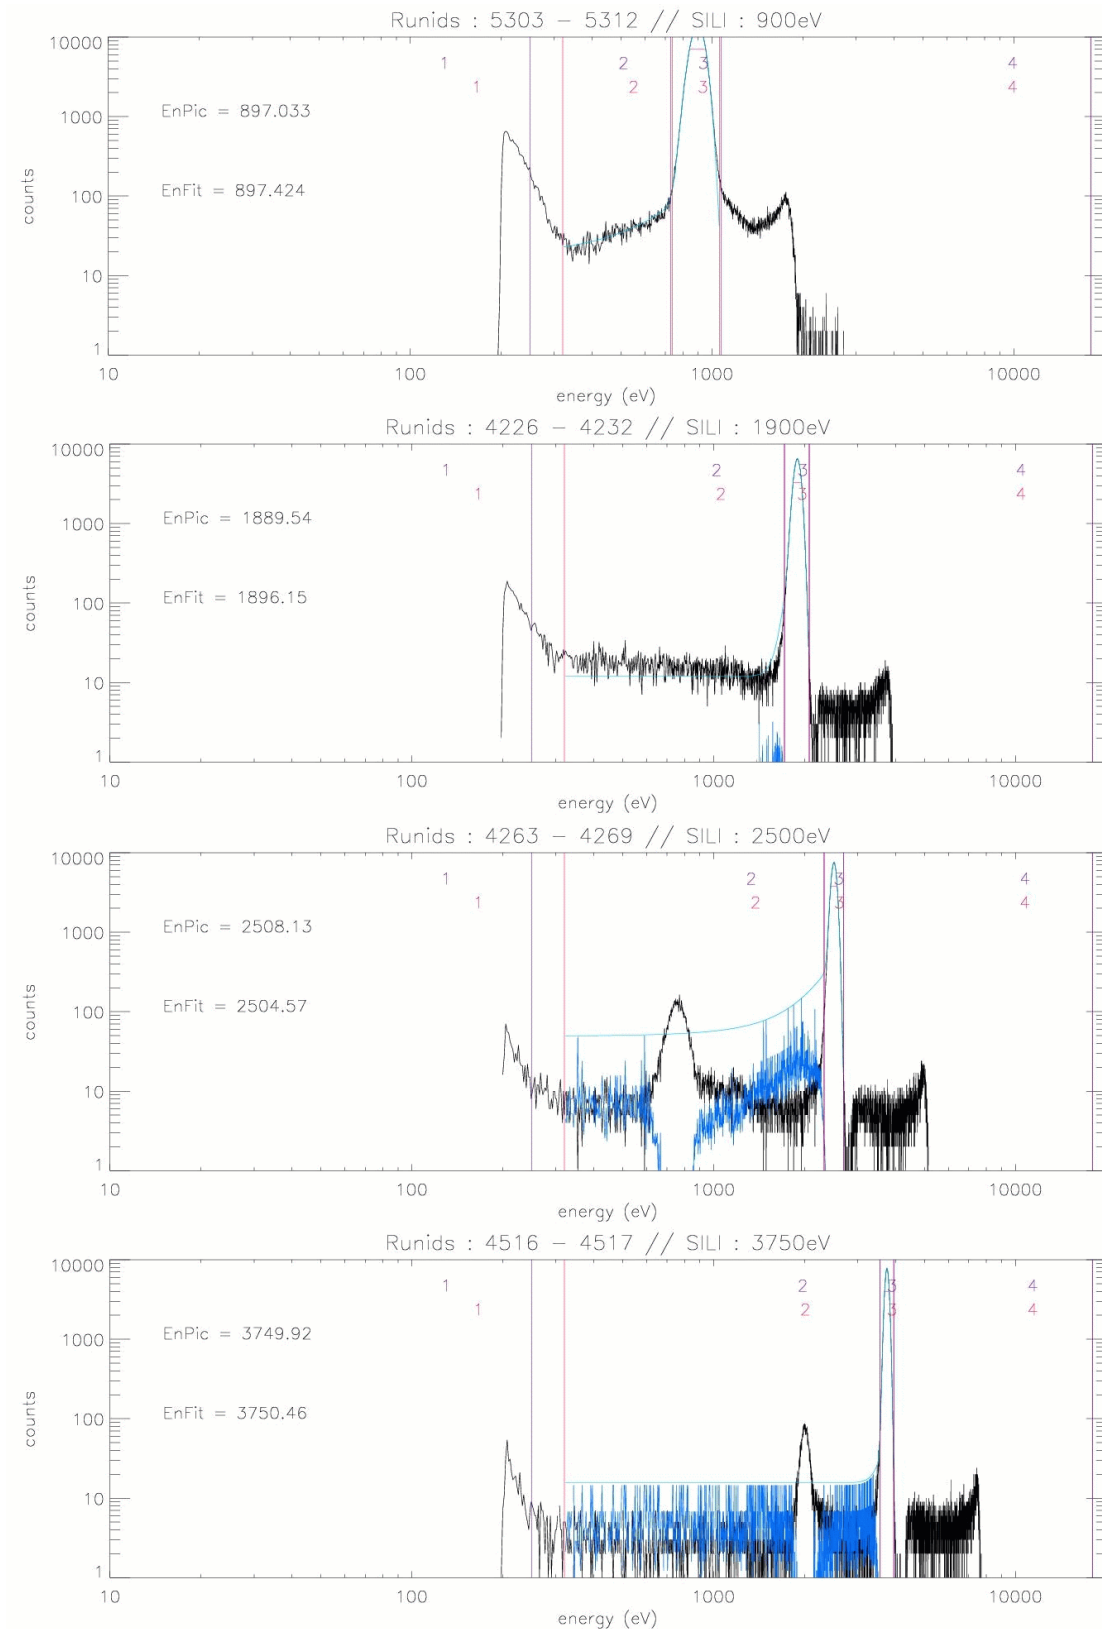 Runids : 5303 – 5312 // SILI : 900eV
10000
1 2 3 4
1 2 3 4
EnPic = 897.033
1000
EnFit = 897.424
100
counts
10
1
10 100 1000 10000
energy (eV)
Runids : 4226 – 4232 // SILI : 1900eV
10000
1 2 3 4
1 2 3 4
EnPic = 1889.54
1000
EnFit = 1896.15
100
counts
10
1
10 100 1000 10000
energy (eV)
Runids : 4263 – 4269 // SILI : 2500eV
10000
1 2 3 4
1 2 3 4
EnPic = 2508.13
1000
EnFit = 2504.57
100
counts
10
1
10 100 1000 10000
energy (eV)
Runids : 4516 – 4517 // SILI : 3750eV
10000
1 2 3 4
1 2 3 4
EnPic = 3749.92
1000
EnFit = 3750.46
100
counts
10
1
10 100 1000 10000
energy (eV)